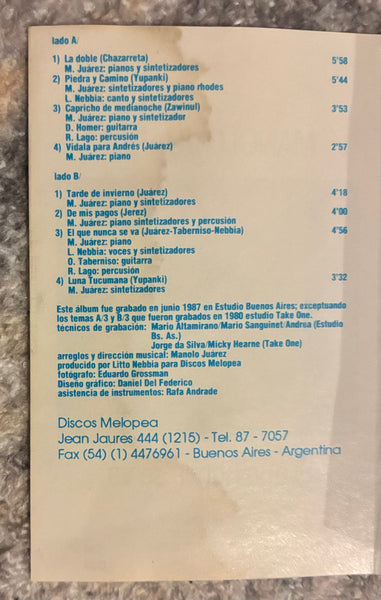 lado A/
1) La doble (Chazarreta) 5'58
M. Juárez: pianos y sintetizadores
2) Piedra y Camino (Yupanki) 5'44
M. Juárez: sintetizadores y piano rhodes
L. Nebbia: canto y sintetizadores
3) Capricho de medianoche (Zawinul) 3'53
M. Juárez: piano y sintetizador
D. Homer: guitarra
R. Lago: percusión
4) Vidala para Andrés (Juárez) 2'57
M. Juárez: piano
lado B/
1) Tarde de invierno (Juárez) 4'18
M. Juárez: piano y sintetizadores
2) De mis pagos (Jerez) 4'00
M. Juárez: piano sintetizadores y percusión
3) El que nunca se va (Juárez-Taberniso-Nebbia) 4'56
M. Juárez: piano
L. Nebbia: voces y sintetizadores
O. Taberniso: guitarra
R. Lago: percusión
4) Luna Tucumana (Yupanki) 3'32
M. Juárez: sintetizadores
Este álbum fue grabado en junio 1987 en Estudio Buenos Aires; exceptuando
los temas A/3 y B/3 que fueron grabados en 1980 estudio Take One.
técnicos de grabación: Mario Altamirano/Mario Sanguinet/Andrea (Estudio
Bs. As.)
Jorge da Silva/Micky Hearne (Take One)
arreglos y dirección musical: Manolo Juárez
producido por Litto Nebbia para Discos Melopea
fotógrafo: Eduardo Grossman
Diseño gráfico: Daniel Del Federico
asistencia de instrumentos: Rafa Andrade
Discos Melopea
Jean Jaures 444 (1215) - Tel. 87 - 7057
Fax (54) (1) 4476961 - Buenos Aires - Argentina